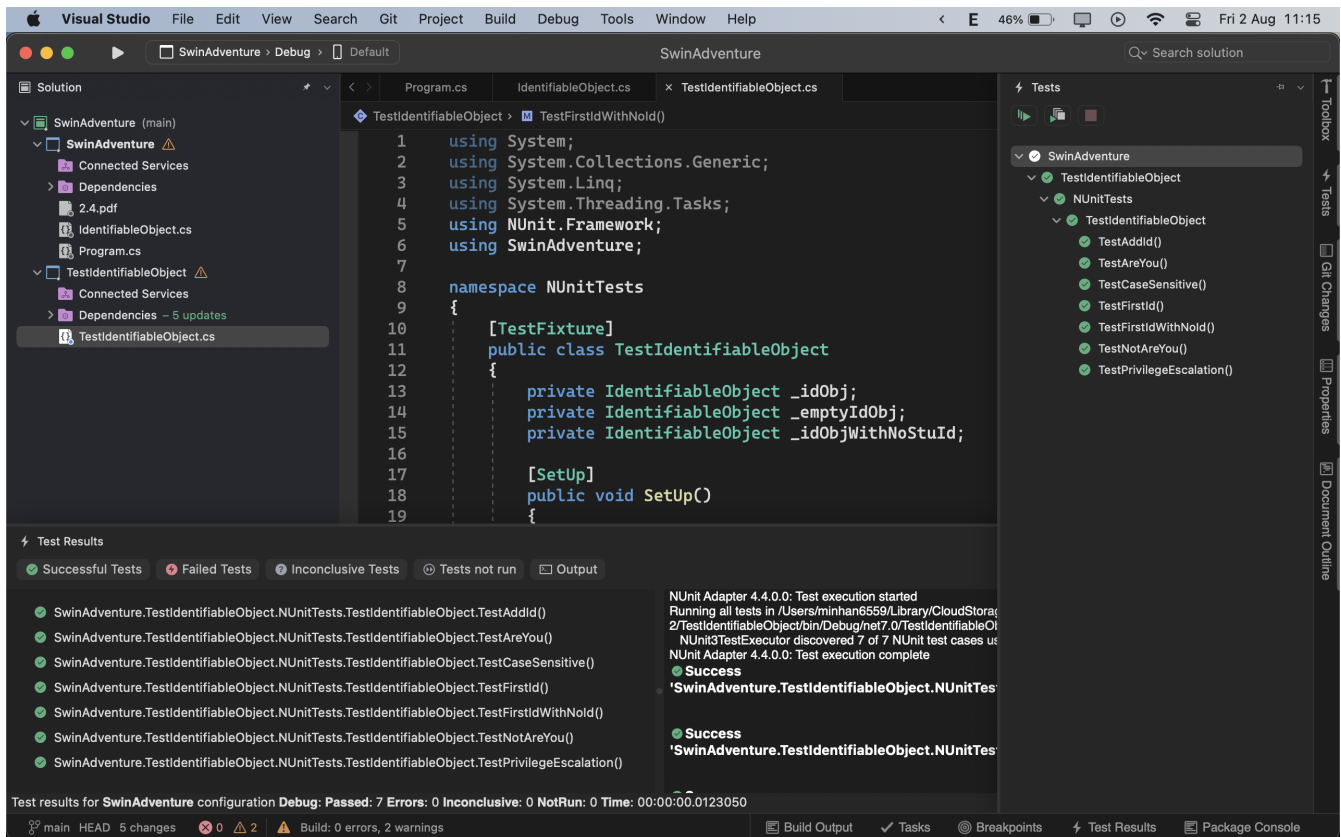 Visual Studio File Edit View Search Git Project Build Debug Tools Window Help < E 46% Fri 2 Aug 11:15
SwinAdventure > Debug > Default SwinAdventure Search solution
Solution
SwinAdventure (main)
SwinAdventure
Connected Services
Dependencies
2.4.pdf
IdentifiableObject.cs
Program.cs
TestIdentifiableObject
Connected Services
Dependencies – 5 updates
TestIdentifiableObject.cs
Program.cs IdentifiableObject.cs × TestIdentifiableObject.cs
TestIdentifiableObject > M TestFirstIdWithNoId()
1 using System;
2 using System.Collections.Generic;
3 using System.Linq;
4 using System.Threading.Tasks;
5 using NUnit.Framework;
6 using SwinAdventure;
7
8 namespace NUnitTests
9 {
10 [TestFixture]
11 public class TestIdentifiableObject
12 {
13 private IdentifiableObject _idObj;
14 private IdentifiableObject _emptyIdObj;
15 private IdentifiableObject _idObjWithNoStuId;
16
17 [SetUp]
18 public void SetUp()
19 {
Tests
SwinAdventure
TestIdentifiableObject
NUnitTests
TestIdentifiableObject
TestAddId()
TestAreYou()
TestCaseSensitive()
TestFirstId()
TestFirstIdWithNoId()
TestNotAreYou()
TestPrivilegeEscalation()
Toolbox
Tests
Git Changes
Properties
Document Outline
Test Results
Successful Tests Failed Tests Inconclusive Tests Tests not run Output
SwinAdventure.TestIdentifiableObject.NUnitTests.TestIdentifiableObject.TestAddId()
SwinAdventure.TestIdentifiableObject.NUnitTests.TestIdentifiableObject.TestAreYou()
SwinAdventure.TestIdentifiableObject.NUnitTests.TestIdentifiableObject.TestCaseSensitive()
SwinAdventure.TestIdentifiableObject.NUnitTests.TestIdentifiableObject.TestFirstId()
SwinAdventure.TestIdentifiableObject.NUnitTests.TestIdentifiableObject.TestFirstIdWithNoId()
SwinAdventure.TestIdentifiableObject.NUnitTests.TestIdentifiableObject.TestNotAreYou()
SwinAdventure.TestIdentifiableObject.NUnitTests.TestIdentifiableObject.TestPrivilegeEscalation()
NUnit Adapter 4.4.0.0: Test execution started
Running all tests in /Users/minhan6559/Library/CloudStorag
2/TestIdentifiableObject/bin/Debug/net7.0/TestIdentifiableOb
NUnit3TestExecutor discovered 7 of 7 NUnit test cases us
NUnit Adapter 4.4.0.0: Test execution complete
Success
'SwinAdventure.TestIdentifiableObject.NUnitTes
Success
'SwinAdventure.TestIdentifiableObject.NUnitTes
Test results for SwinAdventure configuration Debug: Passed: 7 Errors: 0 Inconclusive: 0 NotRun: 0 Time: 00:00:00.0123050
main HEAD 5 changes 0 2 Build: 0 errors, 2 warnings Build Output Tasks Breakpoints Test Results Package Console